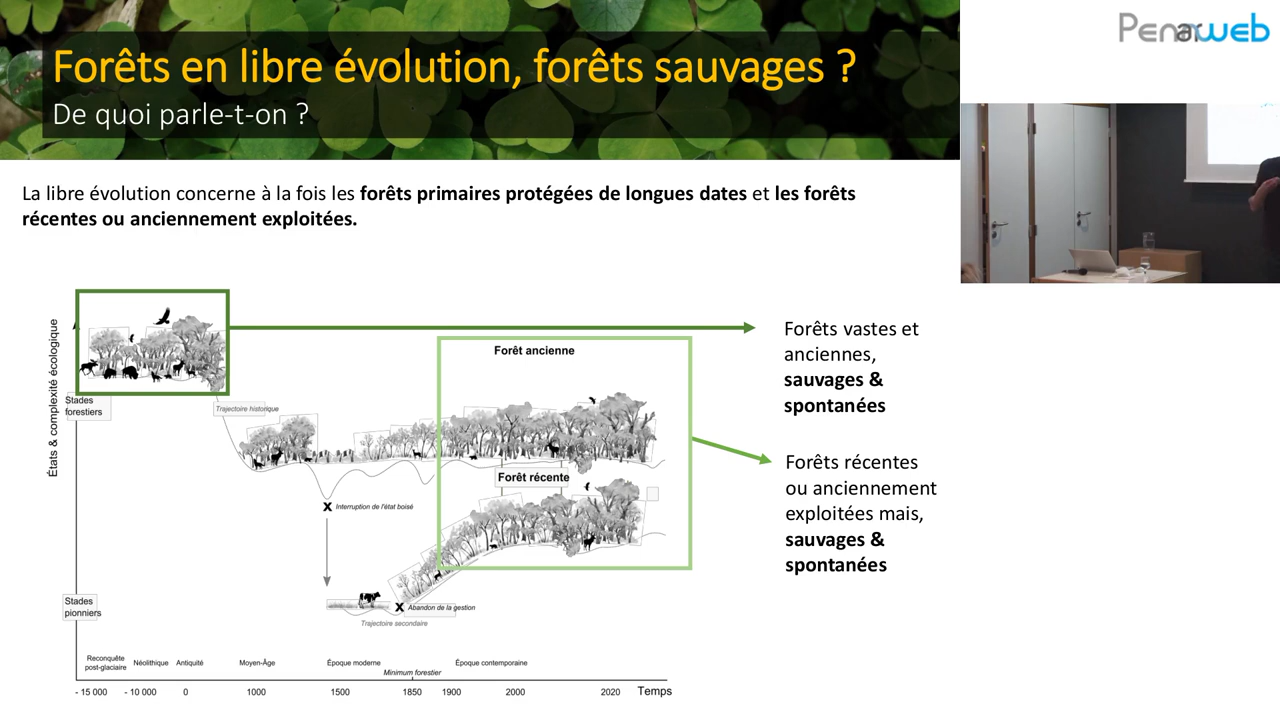 Forêts en libre évolution, forêts sauvages ?
De quoi parle-t-on ?
Penarweb
La libre évolution concerne à la fois les forêts primaires protégées de longues dates et les forêts
récentes ou anciennement exploitées.
États & complexité écologique
Stades
forestiers
Trajectoire historique
Forêt ancienne
Forêt récente
Interruption de l'état boisé
Stades
pionniers
Abandon de la gestion
Trajectoire secondaire
Forêts vastes et
anciennes,
sauvages &
spontanées
Forêts récentes
ou anciennement
exploitées mais,
sauvages &
spontanées
Reconquête
post-glaciaire
Néolithique
Antiquité
Moyen-Âge
Époque moderne
Minimum forestier
Époque contemporaine
- 15 000
- 10 000
0
1000
1500
1850
1900
2000
2020
Temps